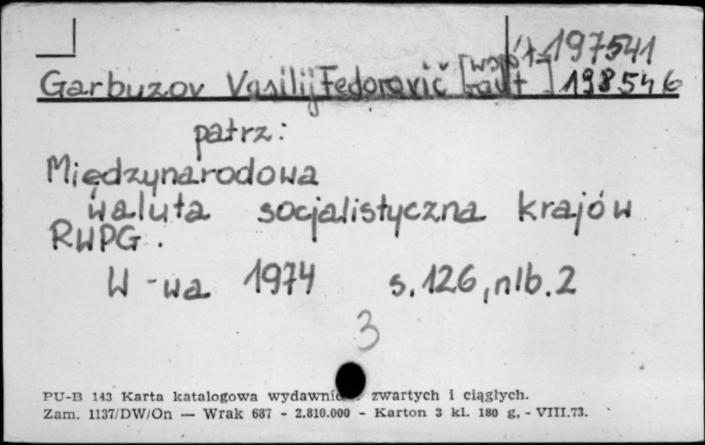 197541
Garbuzov Vasilij Fedorovič [współ- aut] 198546
patrz:
Międzynarodowa
waluta socjalistyczna krajów
RWPG.
W-wa 1974 s. 126, nlb. 2
3
PU-B 143 Karta katalogowa wydawnic zwartych i ciągłych.
Zam. 1137/DW/On — Wrak 687 - 2.810.000 - Karton 3 kl. 180 g, - VIII.73.